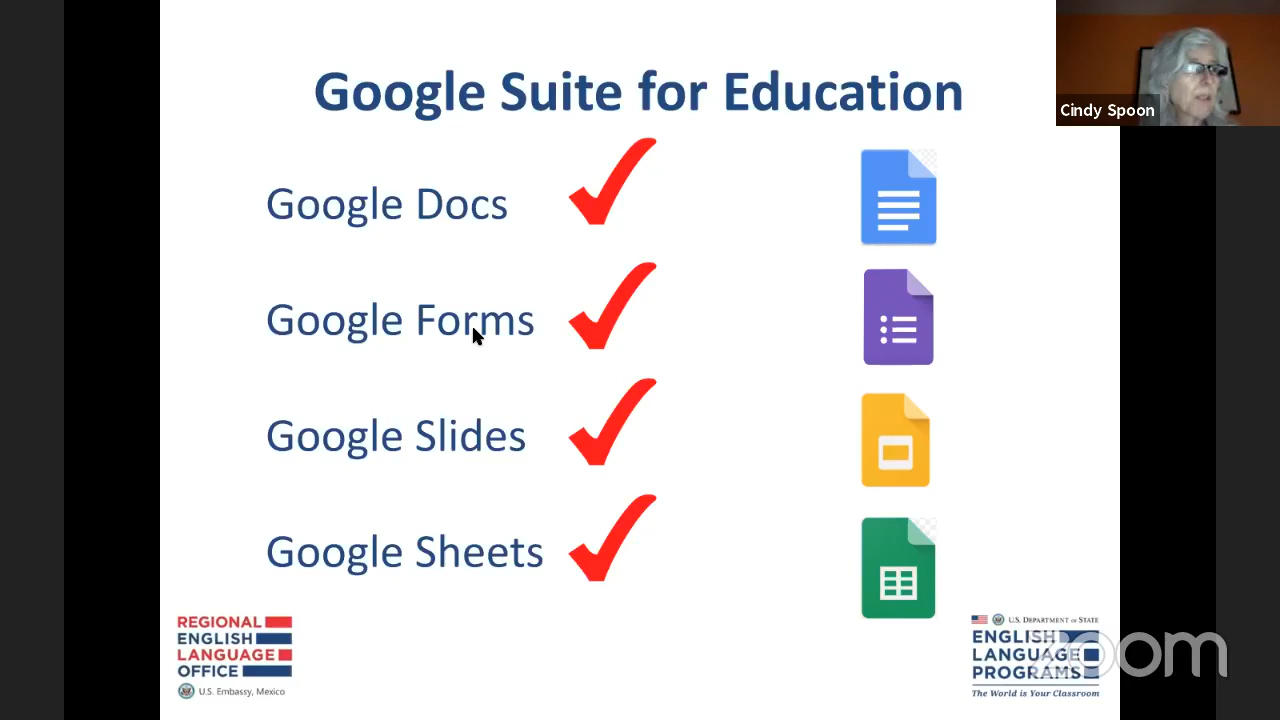 Google Suite for Education
Cindy Spoon
Google Docs
Google Forms
Google Slides
Google Sheets
REGIONAL
ENGLISH
LANGUAGE
OFFICE
U.S. Embassy, Mexico
U.S. DEPARTMENT OF STATE
ENGLISH
LANGUAGE
PROGRAMS
The World is Your Classroom
zoom